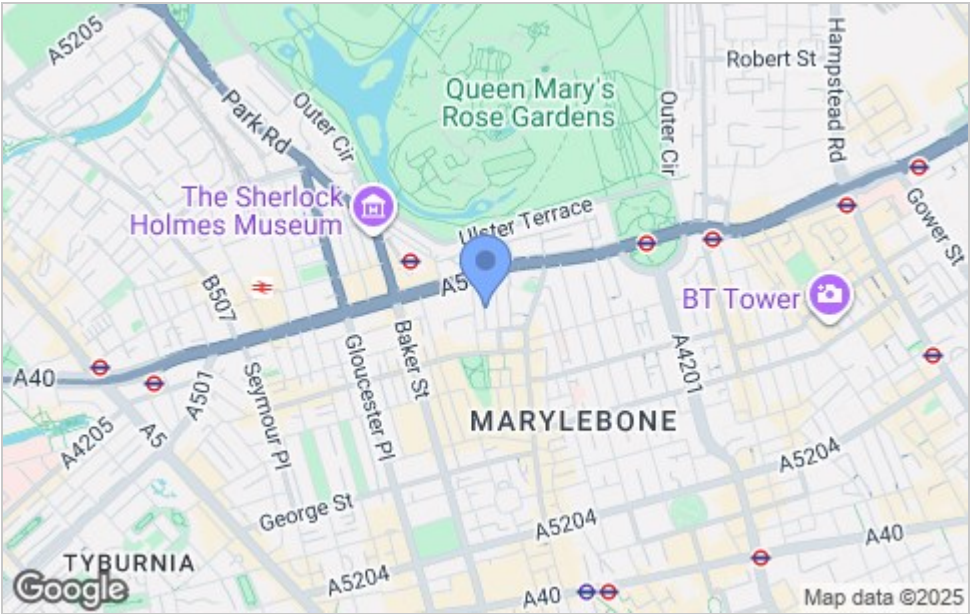 A5205
Robert St
Hampstead Rd
Queen Mary's
Rose Gardens
Outer Cir
Outer Cir
Park Rd
The Sherlock
Holmes Museum
Ulster Terrace
Gower St
A5
B507
BT Tower
A40
Baker St
Gloucester Pl
A4201
Seymour Pl
A501
MARYLEBONE
A4205
A5
A5204
George St
A5204
A40
TYBURNIA
A5204
A40
Google
Map data ©2025